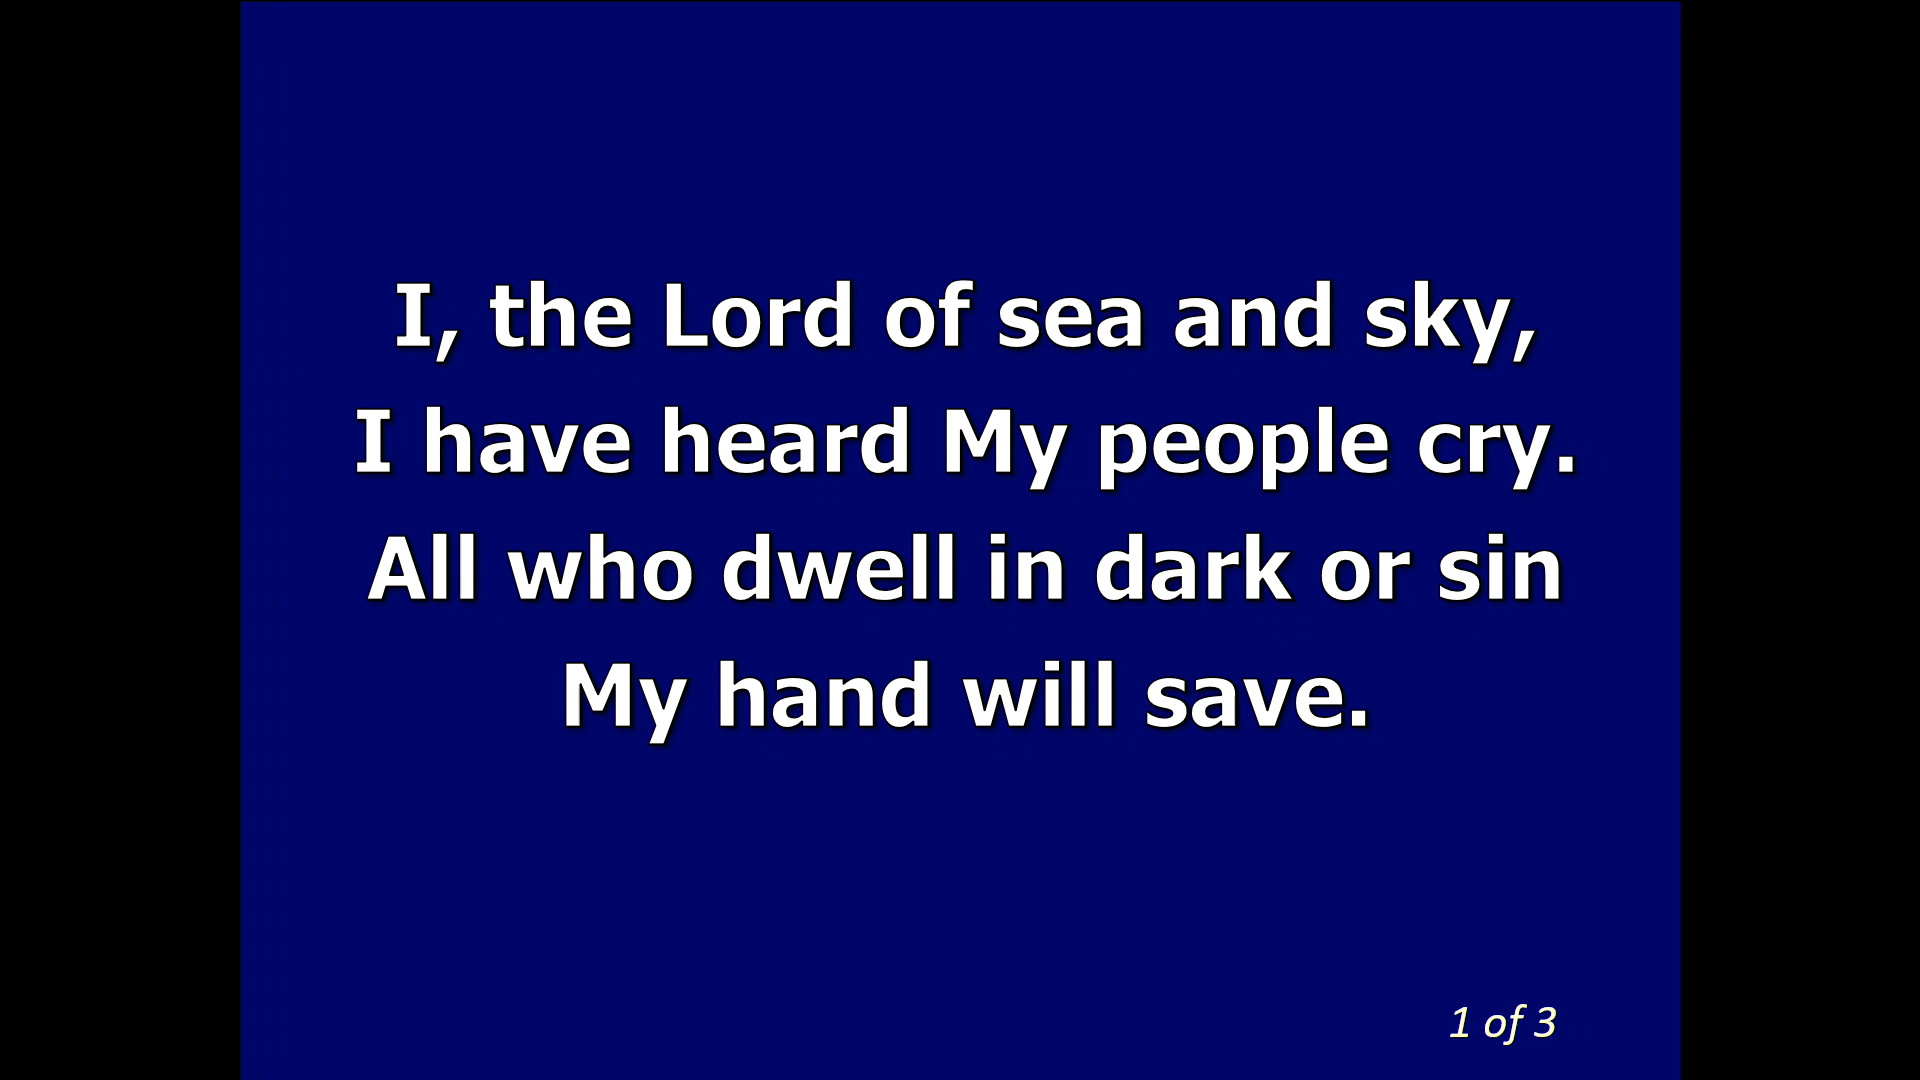 I, the Lord of sea and sky,
I have heard My people cry.
All who dwell in dark or sin
My hand will save.
1 of 3